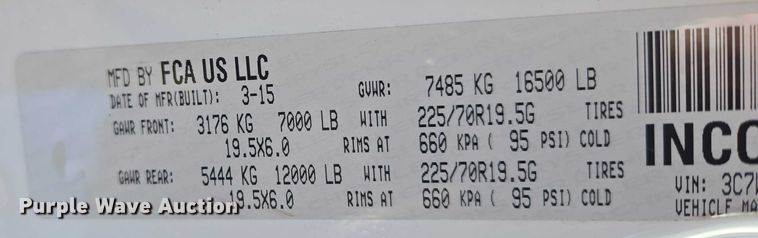 MFD BY FCA US LLC
DATE OF MFR(BUILT): 3-15 GVWR: 7485 KG 16500 LB
GAWR FRONT: 3176 KG 7000 LB WITH 225/70R19.5G TIRES
19.5X6.0 RIMS AT 660 KPA ( 95 PSI) COLD
GAWR REAR: 5444 KG 12000 LB WITH 225/70R19.5G TIRES
19.5X6.0 RIMS AT 660 KPA ( 95 PSI) COLD
INCO
VIN: 3C7
VEHICLE MA
Purple Wave Auction